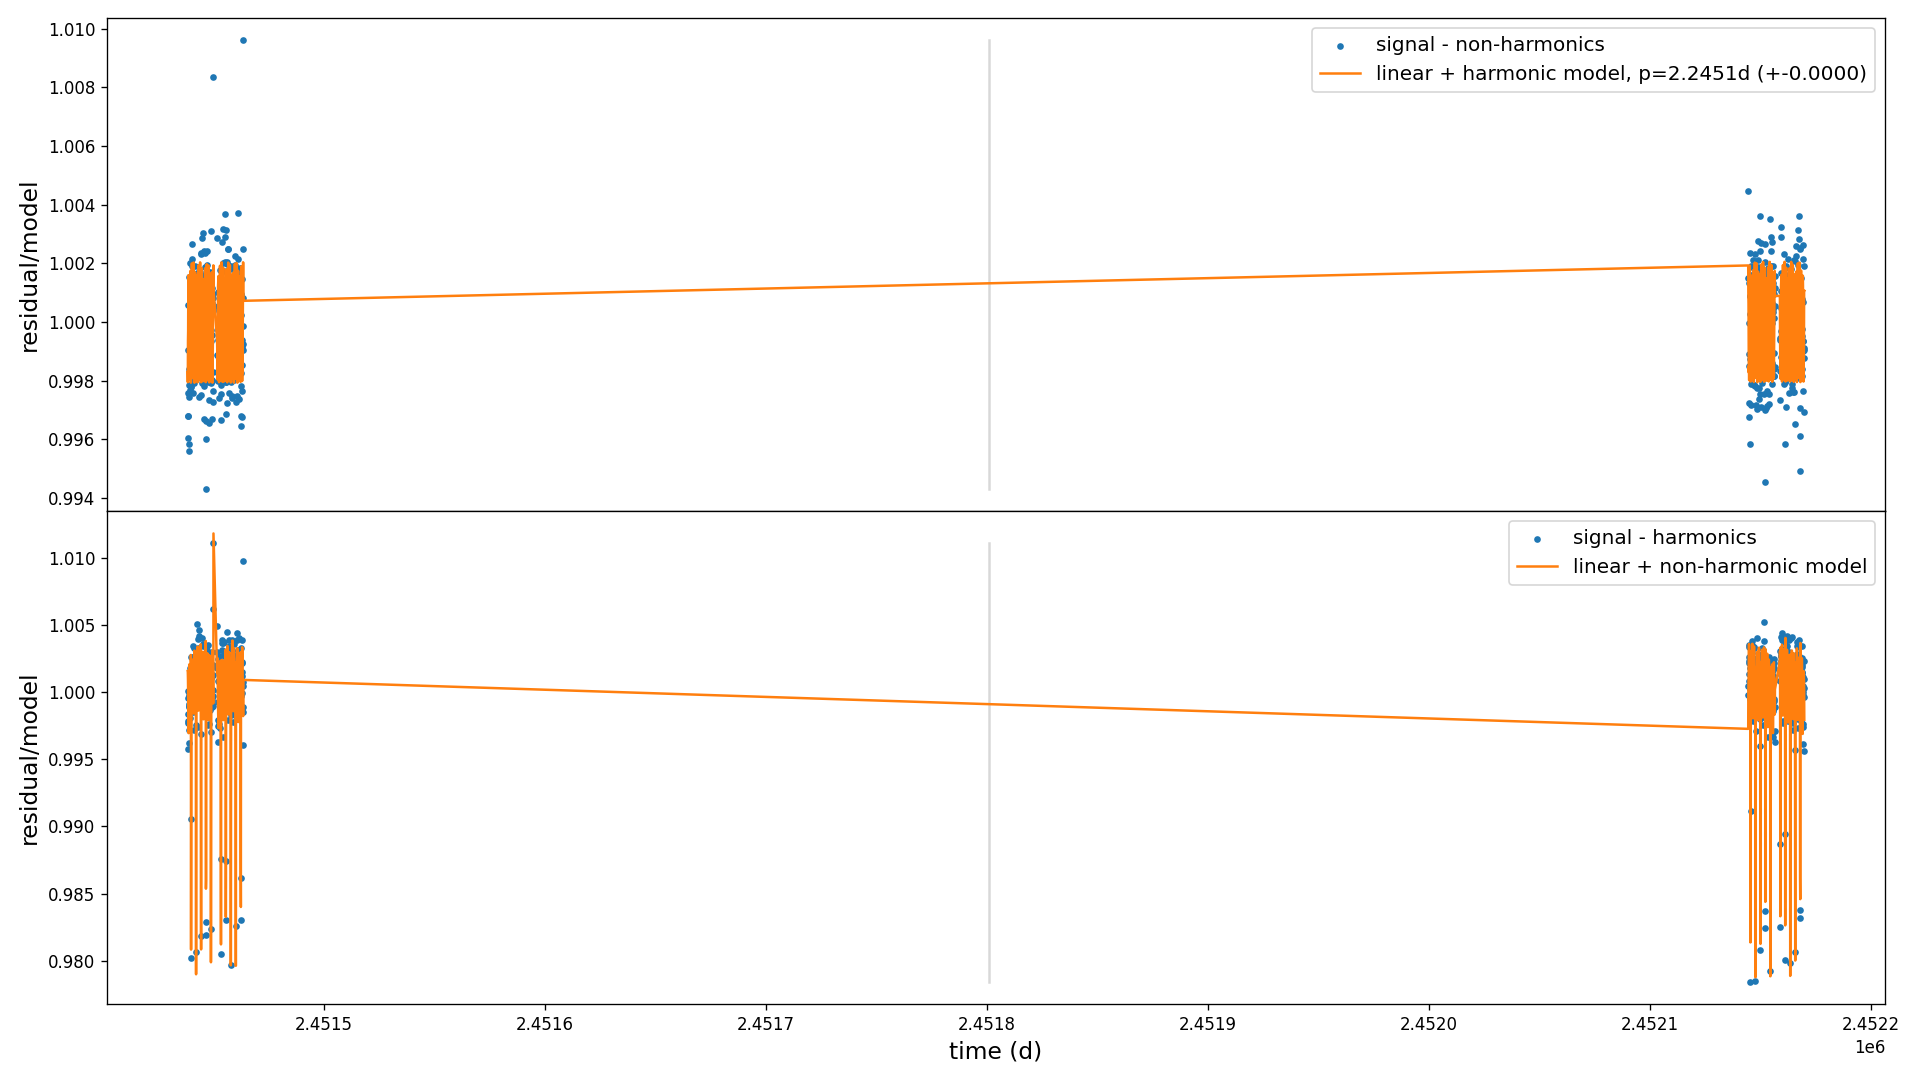 1.010
1.008
1.006
1.004
1.002
1.000
0.998
0.996
0.994
residual/model
signal - non-harmonics
linear + harmonic model, p=2.2451d (+-0.0000)
1.010
1.005
1.000
0.995
0.990
0.985
0.980
residual/model
signal - harmonics
linear + non-harmonic model
2.4515 2.4516 2.4517 2.4518 2.4519 2.4520 2.4521 2.4522
1e6
time (d)